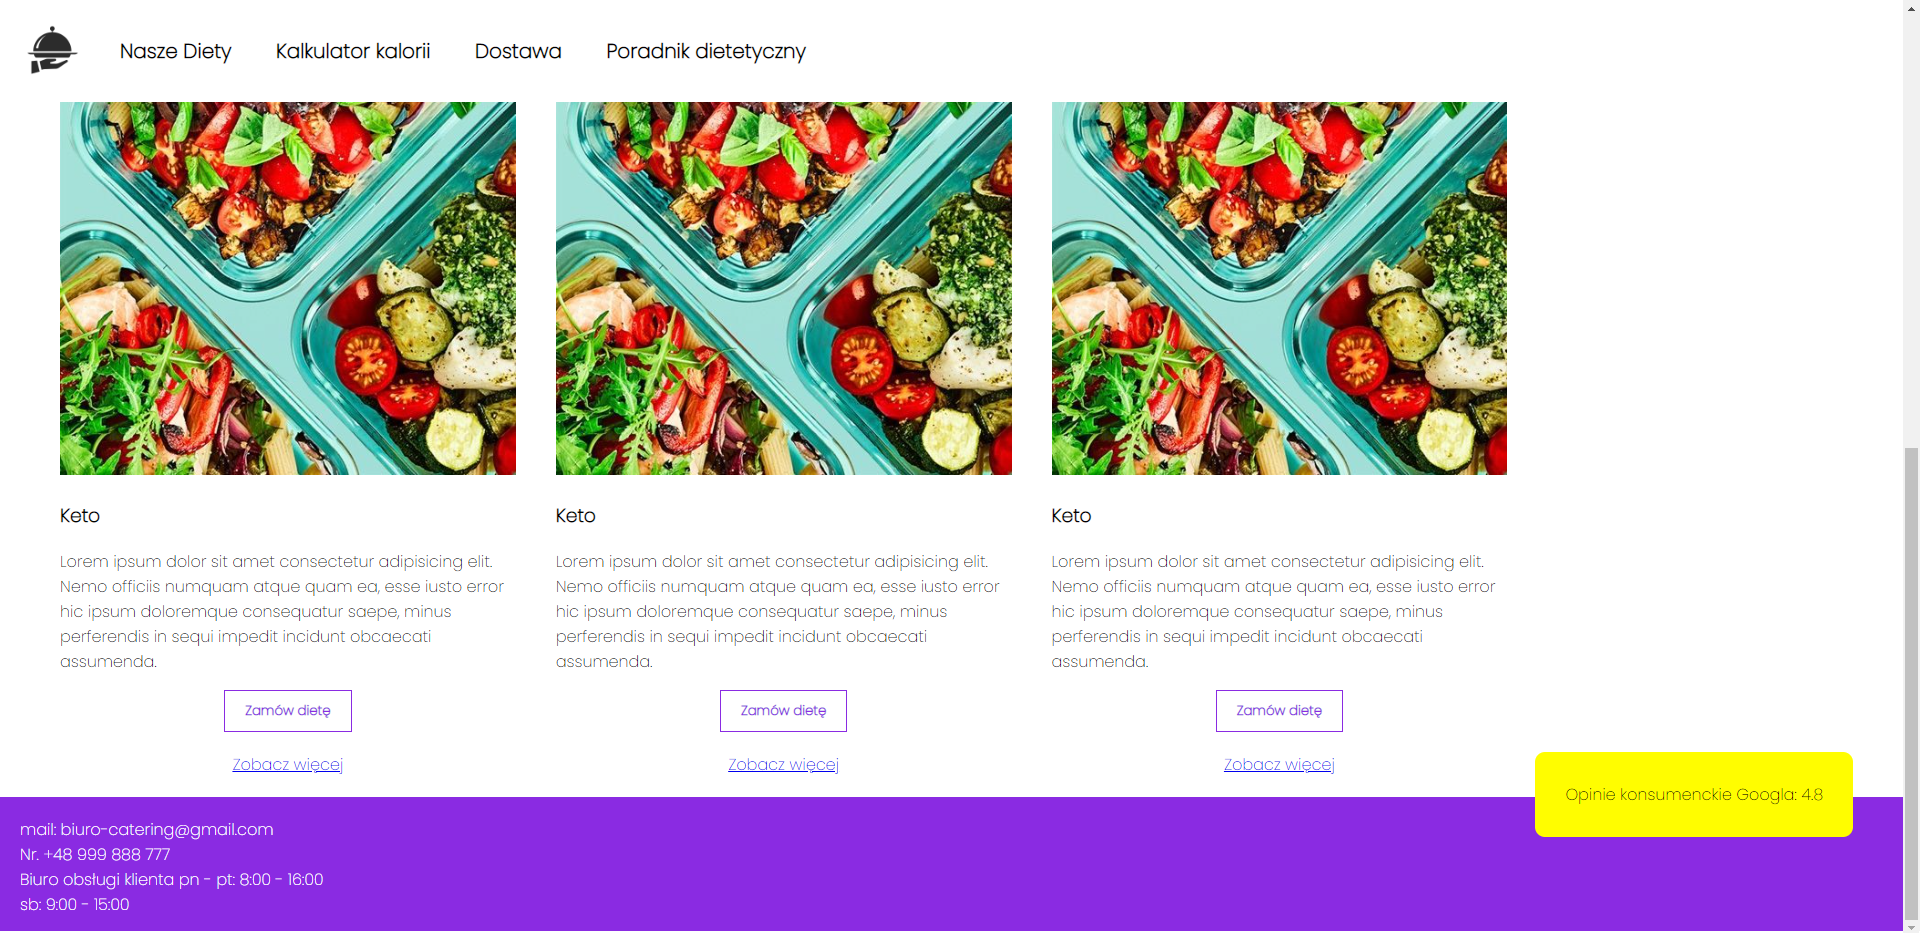 Nasze Diety
Kalkulator kalorii
Dostawa
Poradnik dietetyczny
Keto
Lorem ipsum dolor sit amet consectetur adipisicing elit.
Nemo officiis numquam atque quam ea, esse iusto error
hic ipsum doloremque consequatur saepe, minus
perferendis in sequi impedit incidunt obcaecati
assumenda.
Zamów dietę
Zobacz więcej
Keto
Lorem ipsum dolor sit amet consectetur adipisicing elit.
Nemo officiis numquam atque quam ea, esse iusto error
hic ipsum doloremque consequatur saepe, minus
perferendis in sequi impedit incidunt obcaecati
assumenda.
Zamów dietę
Zobacz więcej
Keto
Lorem ipsum dolor sit amet consectetur adipisicing elit.
Nemo officiis numquam atque quam ea, esse iusto error
hic ipsum doloremque consequatur saepe, minus
perferendis in sequi impedit incidunt obcaecati
assumenda.
Zamów dietę
Zobacz więcej
Opinie konsumenckie Googla: 4.8
mail: biuro-catering@gmail.com
Nr. +48 999 888 777
Biuro obsługi klienta pn - pt: 8:00 - 16:00
sb: 9:00 - 15:00